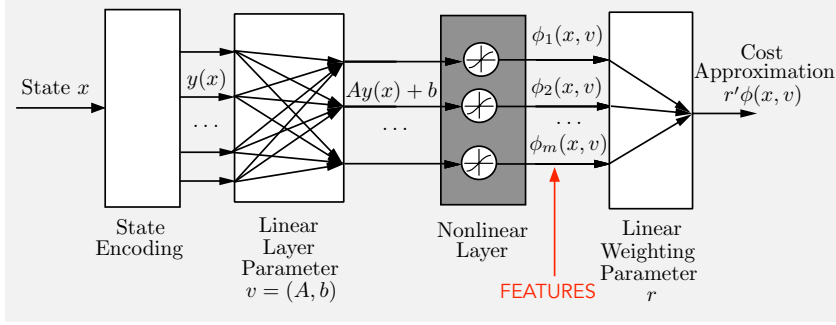 State x
y(x)
. . .
State
Encoding
Linear
Layer
Parameter
v = (A, b)
Ay(x) + b
. . .
Nonlinear
Layer
ϕ1(x, v)
ϕ2(x, v)
. . .
ϕm(x, v)
FEATURES
Linear
Weighting
Parameter
r
Cost
Approximation
r′ϕ(x, v)